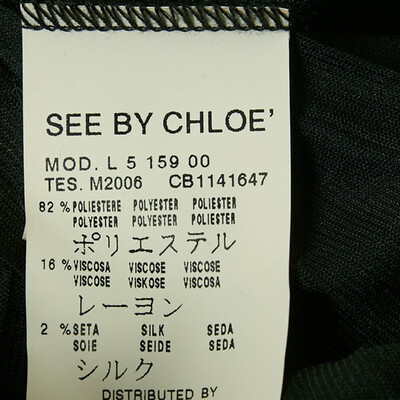 SEE BY CHLOE'
MOD. L 5 159 00
TES. M2006 CB1141647
82 % POLIESTERE POLYESTER POLIESTER
POLYESTER POLYESTER POLIESTER
ポリエステル
16 % VISCOSA VISCOSE VISCOSE
VISCOSE VISKOSE VISCOSA
レーヨン
2 % SETA SILK SEDA
SOIE SEIDE SEDA
シルク
DISTRIBUTED BY